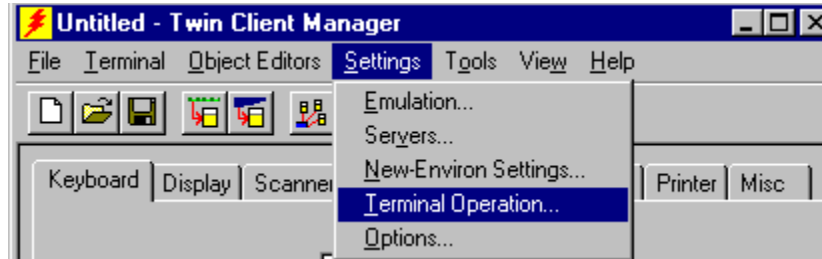 Untitled - Twin Client Manager
File Terminal Object Editors Settings Tools View Help
Emulation...
Servers...
New-Environ Settings...
Keyboard Display Scanner Printer Misc
Terminal Operation...
Options...